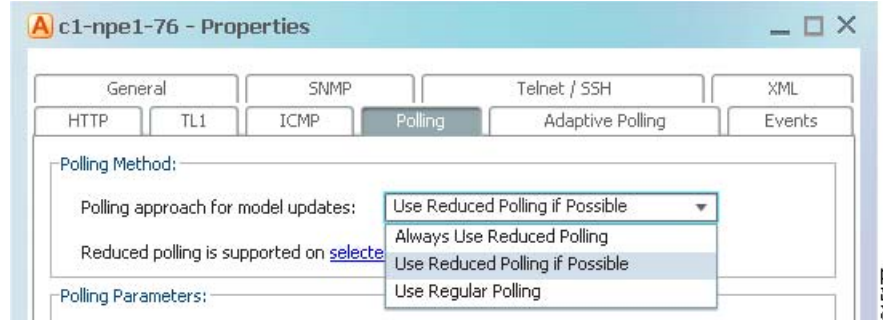 c1-npe1-76 - Properties
General SNMP Telnet / SSH XML
HTTP TL1 ICMP Polling Adaptive Polling Events
Polling Method:
Polling approach for model updates: Use Reduced Polling if Possible
Always Use Reduced Polling
Reduced polling is supported on
Use Reduced Polling if Possible
Use Regular Polling
Polling Parameters: